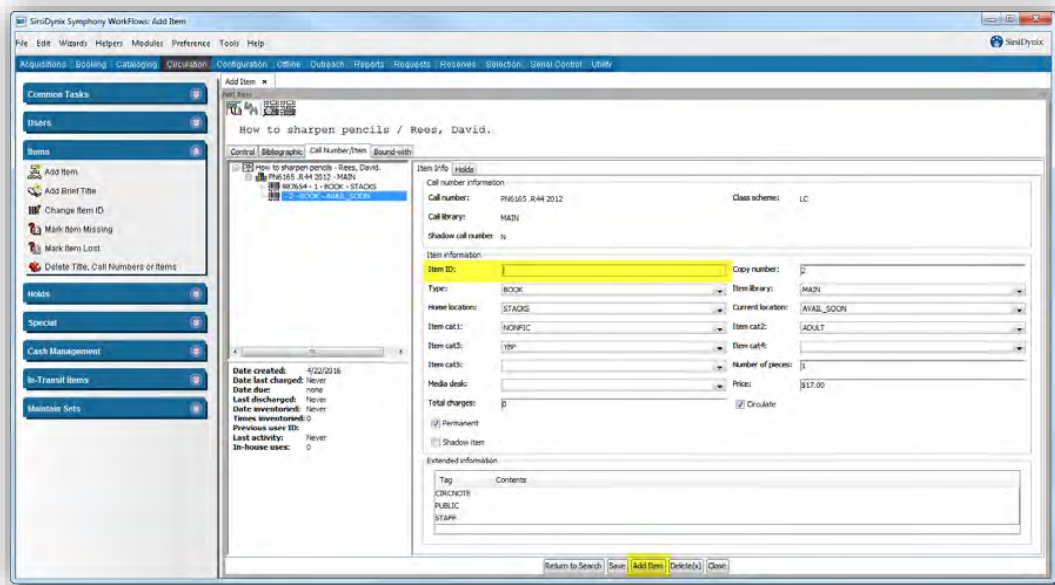 SirsiDynix Symphony WorkFlows: Add Item
File Edit Wizards Helpers Modules Preference Tools Help
SirsiDynix
Acquisitions Booking Cataloging Circulation Configuration Offline Outreach Reports Requests Reserves Selection Serial Control Utility
Common Tasks
Users
Items
Add Item
Add Brief Title
Change Item ID
Mark Item Missing
Mark Item Lost
Delete Title, Call Numbers or Items
Holds
Special
Cash Management
In-Transit Items
Maintain Sets
Add Item
Add Item
How to sharpen pencils / Rees, David.
Control Bibliographic Call Number/Item Bound-with
How to sharpen pencils - Rees, David.
PN6165 .R44 2012 - MAIN
987654 - 1 - BOOK - STACKS
- 2 - BOOK - AVAIL_SOON
Date created: 4/22/2016
Date last charged: Never
Date due: none
Last discharged: Never
Date inventoried: Never
Times inventoried: 0
Previous user ID:
Last activity: Never
In-house uses: 0
Item Info Holds
Call number information
Call number: PN6165 .R44 2012 Class scheme: LC
Call library: MAIN
Shadow call number N
Item information
Item ID: Copy number: 2
Type: BOOK Item library: MAIN
Home location: STACKS Current location: AVAIL_SOON
Item cat1: NONFIC Item cat2: ADULT
Item cat3: YBP Item cat4:
Item cat5: Number of pieces: 1
Media desk: Price: $17.00
Total charges: 0 Circulate
Permanent
Shadow item
Extended information
Tag Contents
CIRCNOTE
PUBLIC
STAFF
Return to Search Save Add Item Delete(x) Close